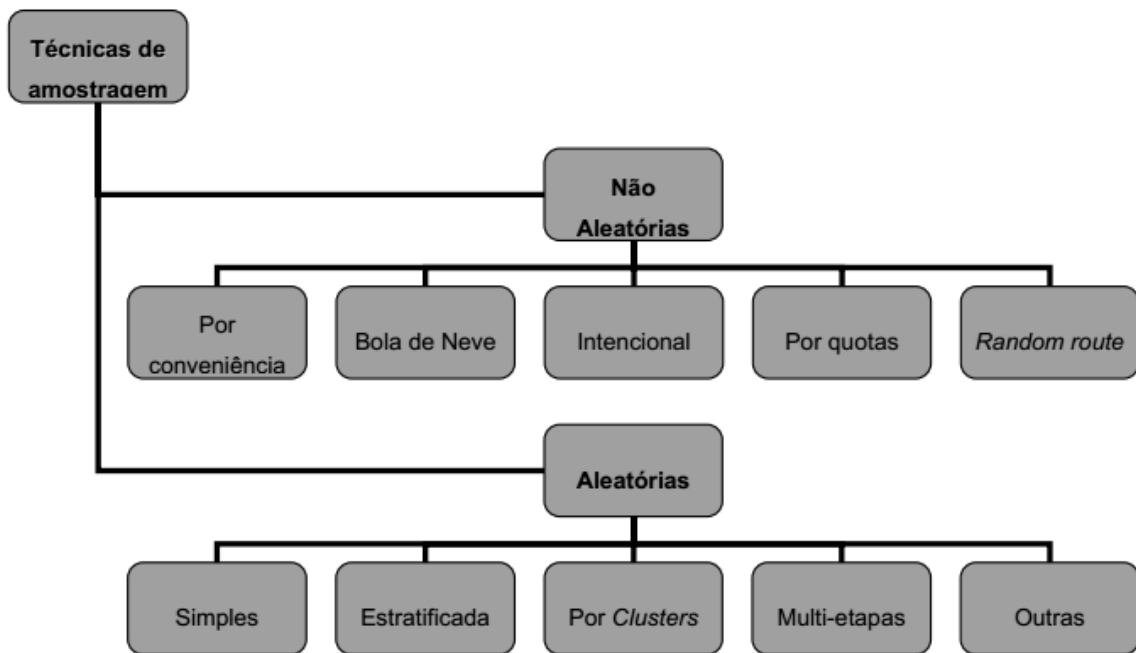 Técnicas de
amostragem
Não
Aleatórias
Por
conveniência
Bola de Neve
Intencional
Por quotas
Random route
Aleatórias
Simples
Estratificada
Por Clusters
Multi-etapas
Outras